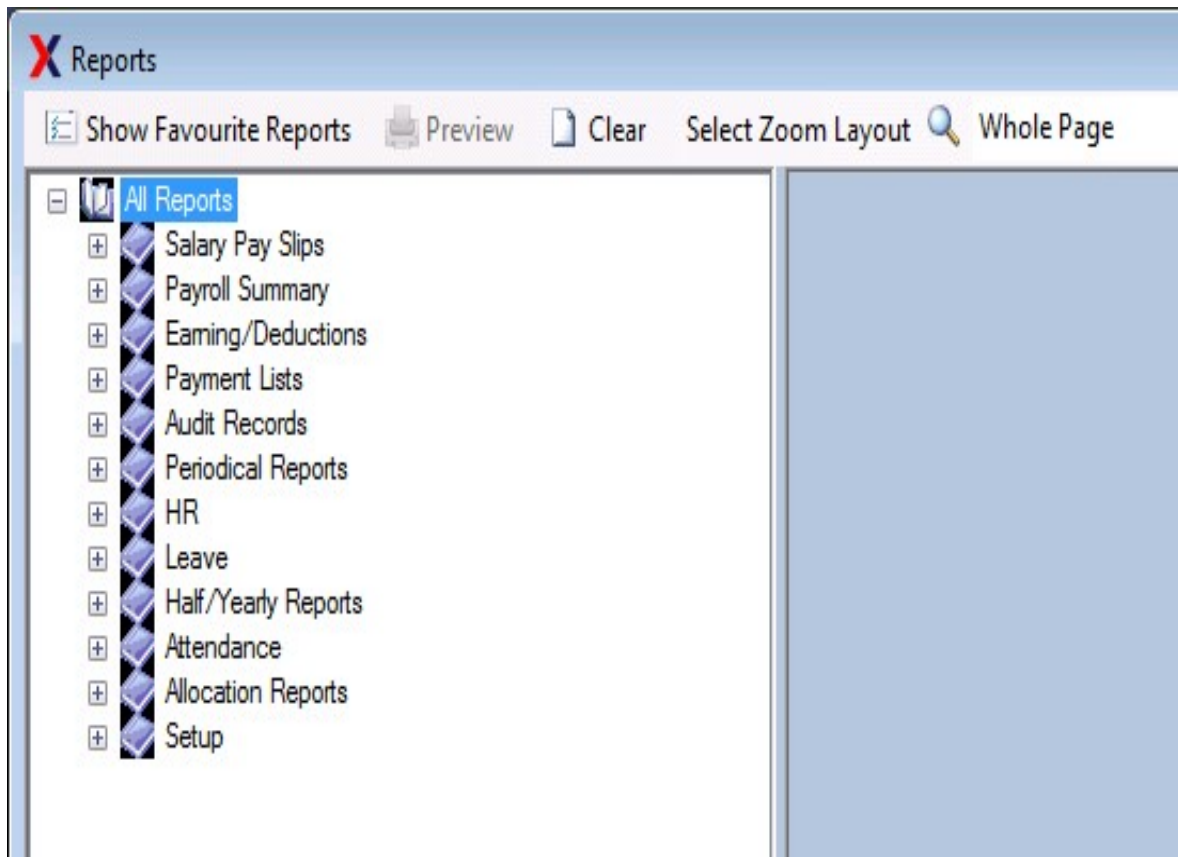 Reports
Show Favourite Reports Preview Clear Select Zoom Layout Whole Page
All Reports
Salary Pay Slips
Payroll Summary
Earning/Deductions
Payment Lists
Audit Records
Periodical Reports
HR
Leave
Half/Yearly Reports
Attendance
Allocation Reports
Setup